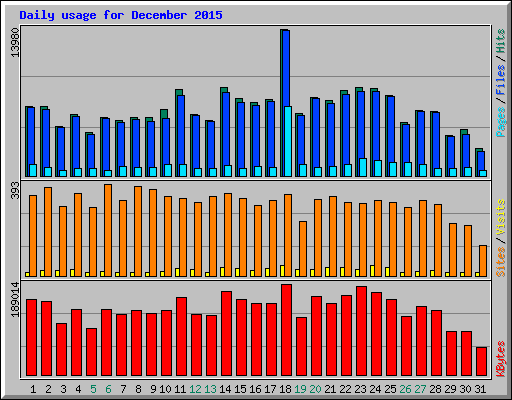 Daily usage for December 2015
13980
Pages / Files / Hits
393
Sites / Visits
189014
KBytes
1 2 3 4 5 6 7 8 9 10 11 12 13 14 15 16 17 18 19 20 21 22 23 24 25 26 27 28 29 30 31